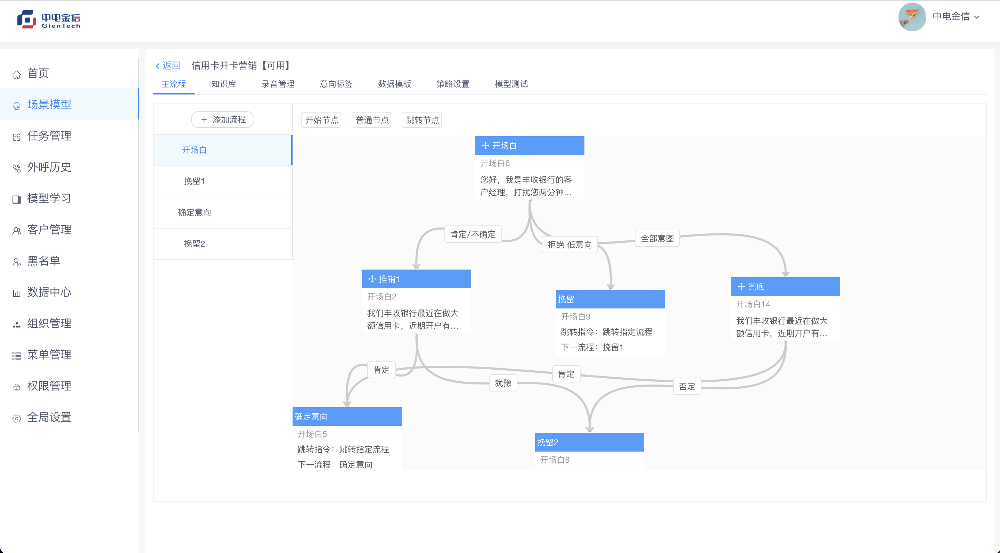 中电金信
GienTech
中电金信
首页
场景模型
任务管理
外呼历史
模型学习
客户管理
黑名单
数据中心
组织管理
菜单管理
权限管理
全局设置
返回 信用卡开卡营销【可用】
主流程 知识库 录音管理 意向标签 数据模板 策略设置 模型测试
+ 添加流程
开场白
挽留1
确定意向
挽留2
开始节点 普通节点 跳转节点
开场白
开场白6
您好，我是丰收银行的客
户经理，打扰您两分钟...
肯定/不确定
拒绝 低意向
全部意图
推销1
开场白2
我们丰收银行最近在做大
额信用卡，近期开户有...
挽留
开场白9
跳转指令：跳转指定流程
下一流程：挽留1
兜底
开场白14
我们丰收银行最近在做大
额信用卡，近期开户有...
肯定
犹豫
肯定
否定
确定意向
开场白5
跳转指令：跳转指定流程
下一流程：确定意向
挽留2
开场白8